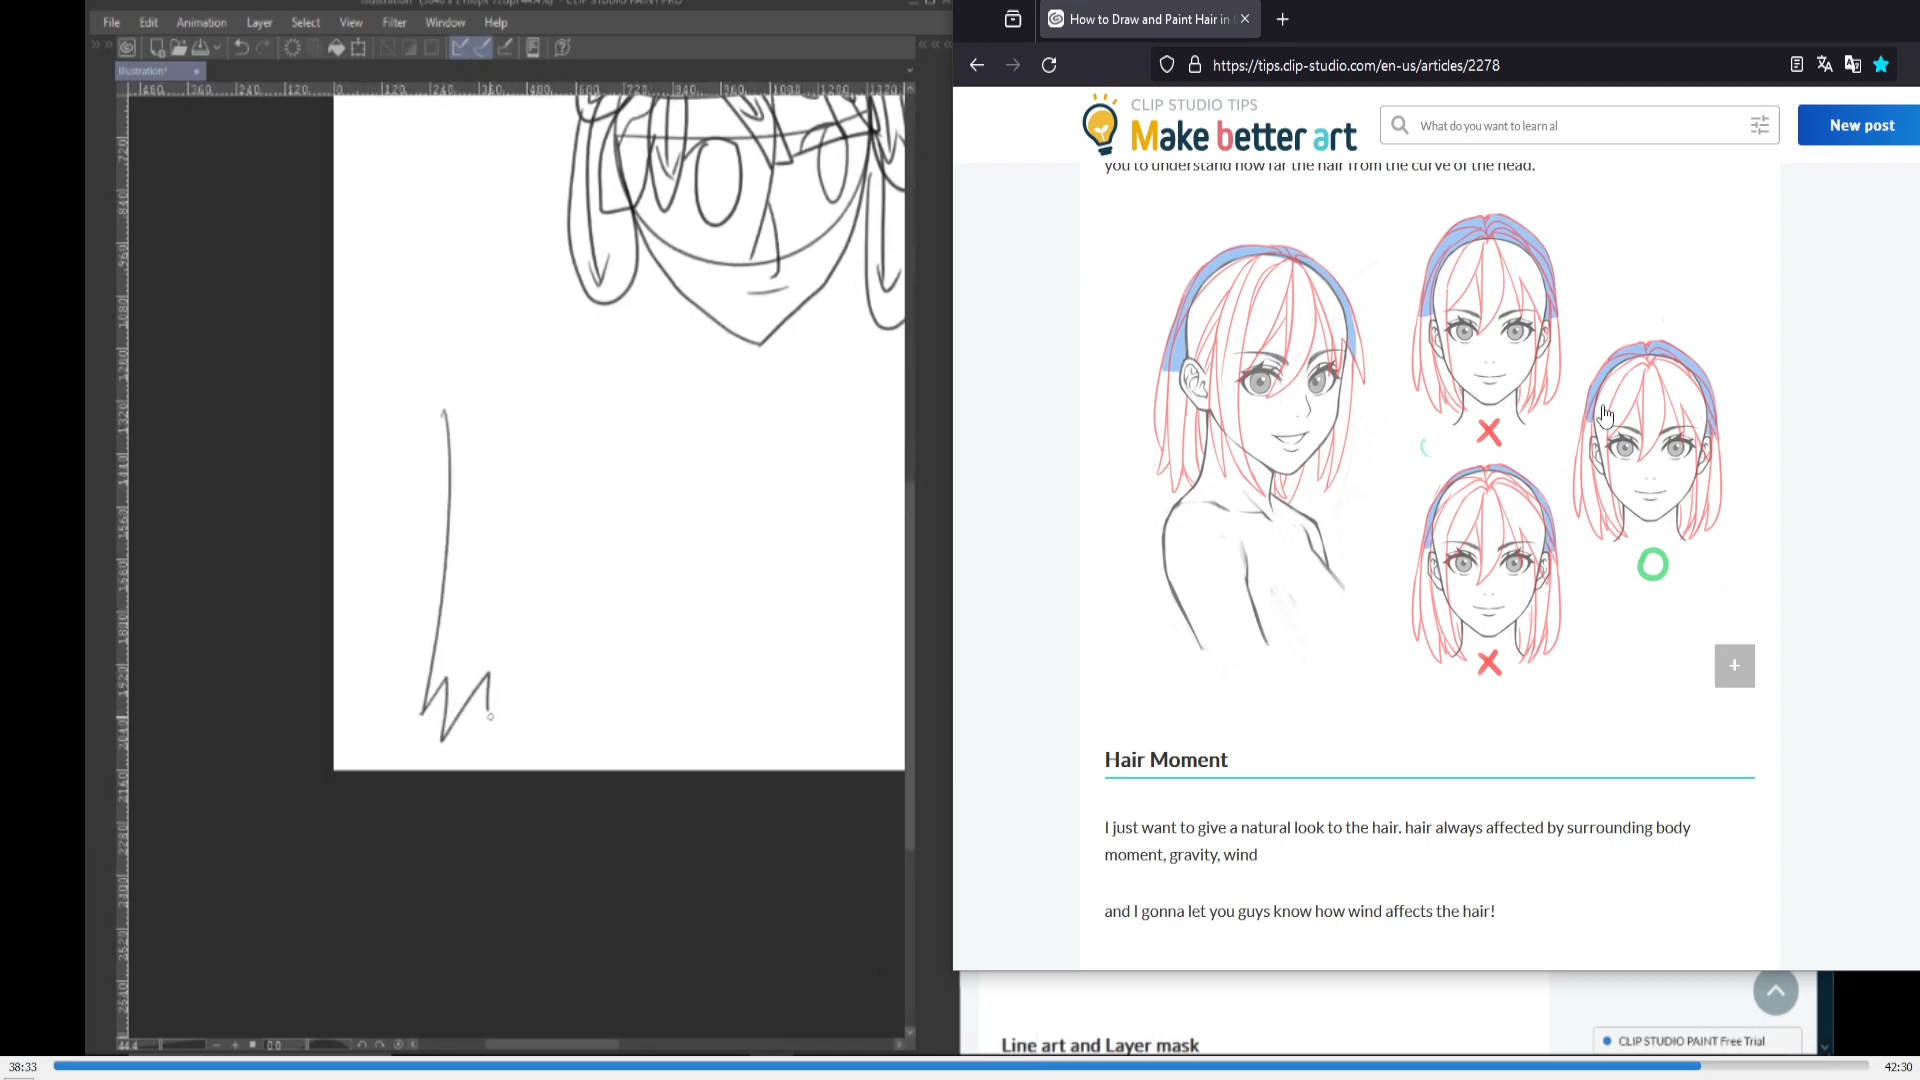 File Edit Animation Layer Select View Filter Window Help
Illustration*
44.4
0.0
How to Draw and Paint Hair in
https://tips.clip-studio.com/en-us/articles/2278
CLIP STUDIO TIPS
Make better art
What do you want to learn al
New post
you to understand how far the hair from the curve of the head.
Hair Moment
I just want to give a natural look to the hair. hair always affected by surrounding body
moment, gravity, wind
and I gonna let you guys know how wind affects the hair!
Line art and Layer mask
CLIP STUDIO PAINT Free Trial
38:33
42:30